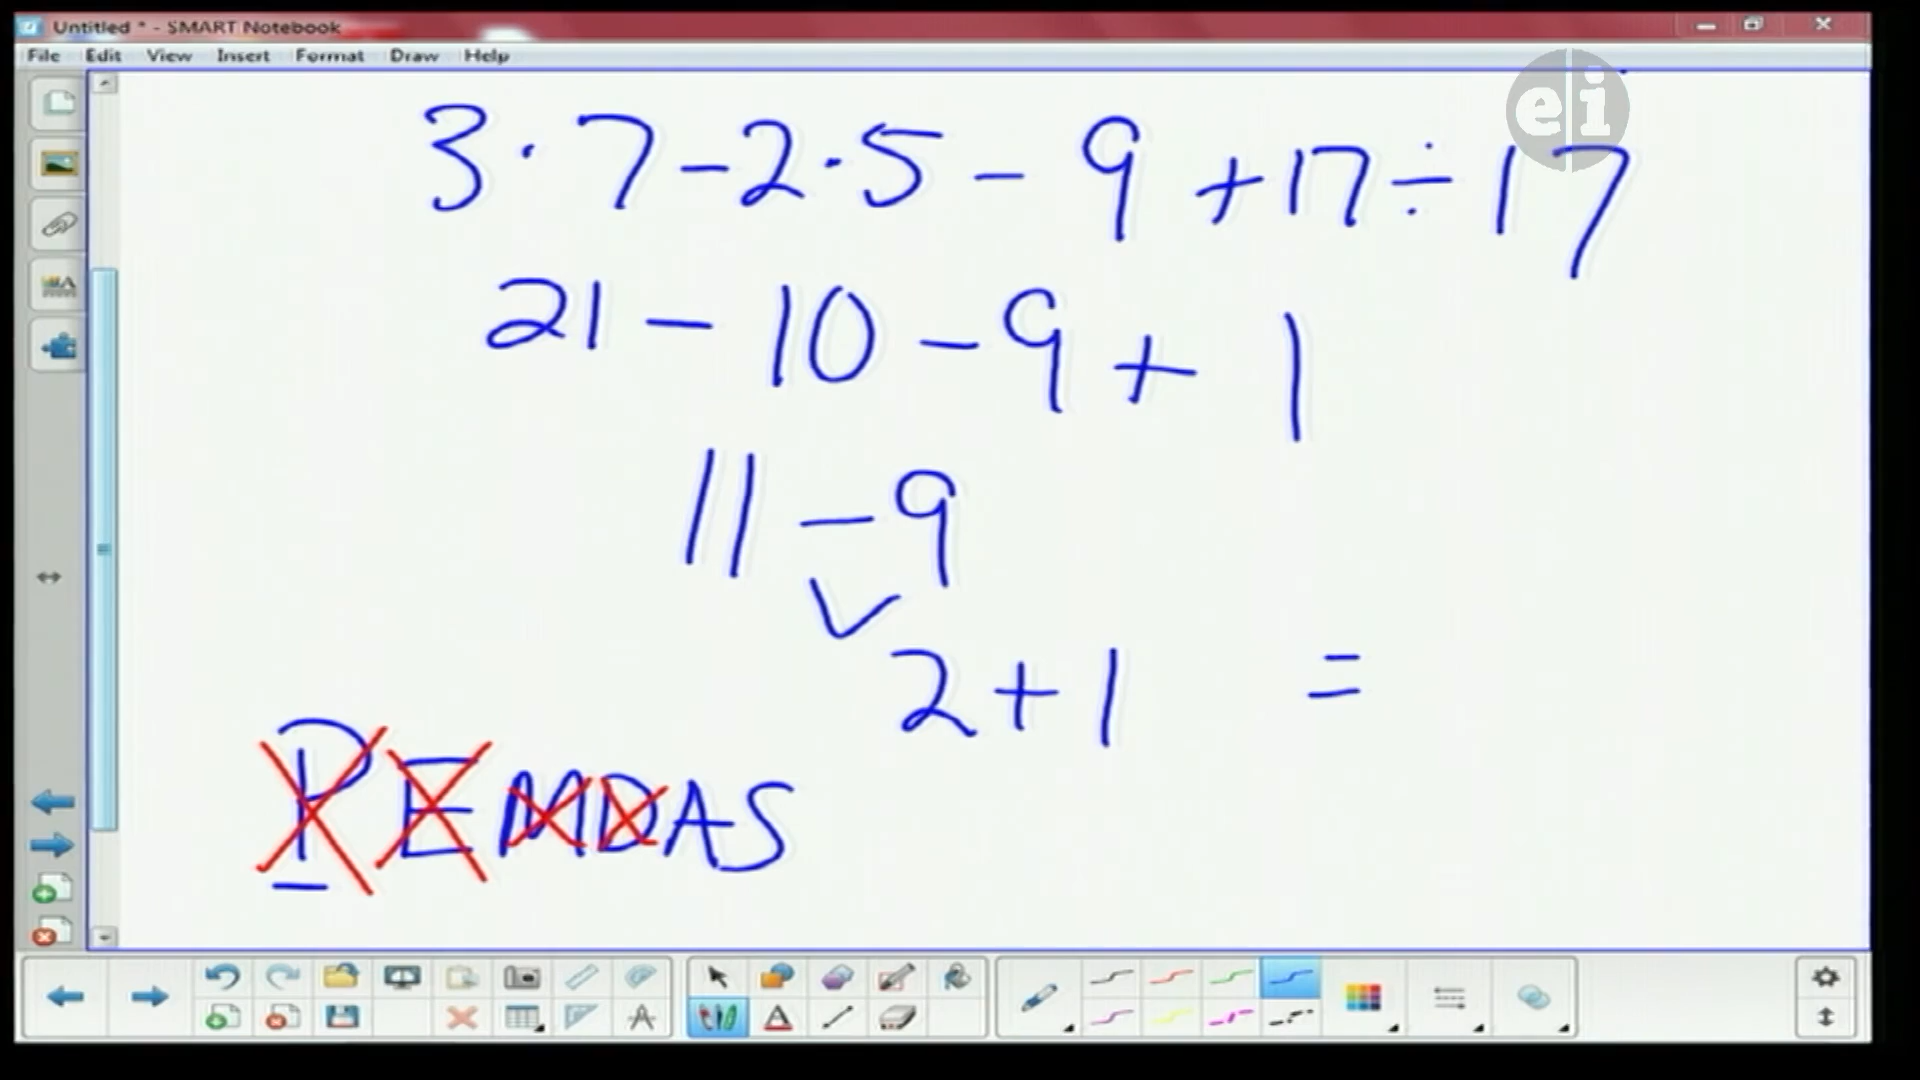 Untitled * - SMART Notebook
File Edit View Insert Format Draw Help
ei
3 · 7 - 2 · 5 - 9 + 17 ÷ 17
21 - 10 - 9 + 1
11 - 9
2 + 1 =
PEMDAS